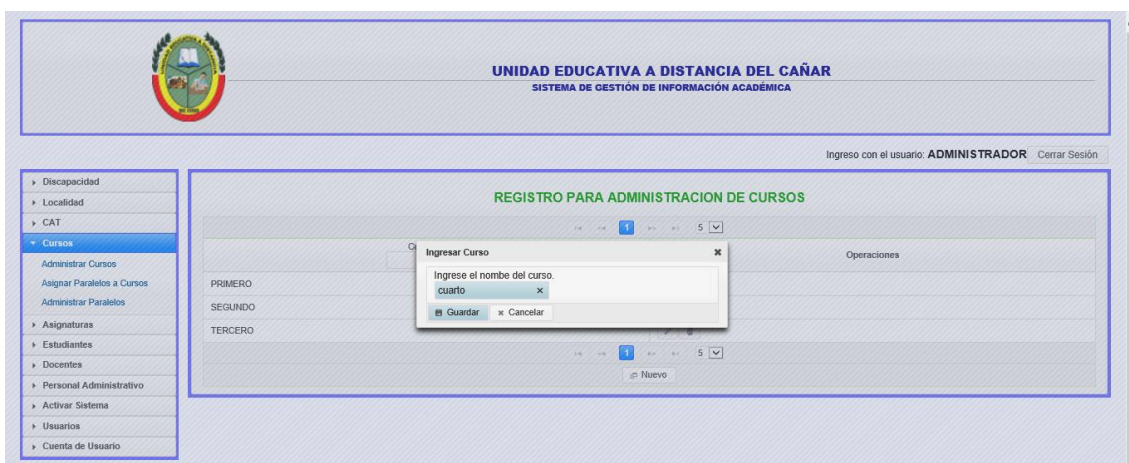 UNIDAD EDUCATIVA A DISTANCIA DEL CAÑAR
SISTEMA DE GESTIÓN DE INFORMACIÓN ACADÉMICA
Ingreso con el usuario: ADMINISTRADOR Cerrar Sesión
Discapacidad
Localidad
CAT
Cursos
Administrar Cursos
Asignar Paralelos a Cursos
Administrar Paralelos
Asignaturas
Estudiantes
Docentes
Personal Administrativo
Activar Sistema
Usuarios
Cuenta de Usuario
REGISTRO PARA ADMINISTRACION DE CURSOS
1 5
Operaciones
PRIMERO
SEGUNDO
TERCERO
Ingresar Curso
Ingrese el nombe del curso.
cuarto
Guardar Cancelar
1 5
Nuevo